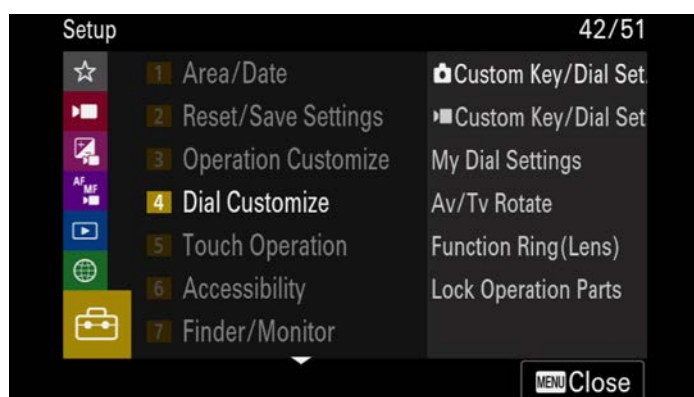 Setup 42/51
1 Area/Date
2 Reset/Save Settings
3 Operation Customize
4 Dial Customize
5 Touch Operation
6 Accessibility
7 Finder/Monitor
AF MF
Custom Key/Dial Set.
Custom Key/Dial Set
My Dial Settings
Av/Tv Rotate
Function Ring(Lens)
Lock Operation Parts
MENU Close